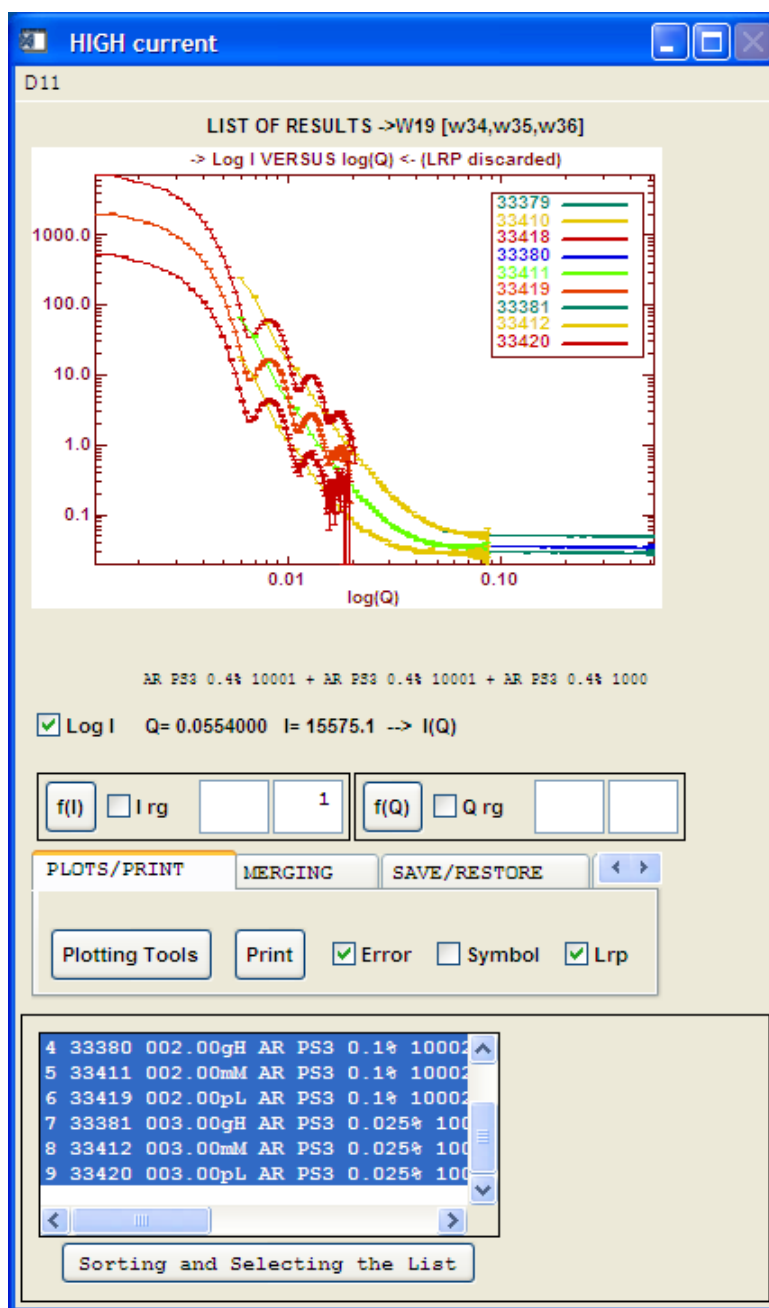 HIGH current
D11
LIST OF RESULTS ->W19 [w34,w35,w36]
-> Log I VERSUS log(Q) <- (LRP discarded)
33379
33410
33418
33380
33411
33419
33381
33412
33420
1000.0
100.0
10.0
1.0
0.1
0.01 0.10
log(Q)
AR PS3 0.4% 10001 + AR PS3 0.4% 10001 + AR PS3 0.4% 1000
Log I Q= 0.0554000 I= 15575.1 --> I(Q)
f(I) I rg 1 f(Q) Q rg
PLOTS/PRINT MERGING SAVE/RESTORE
Plotting Tools Print Error Symbol Lrp
4 33380 002.00gH AR PS3 0.1% 10002
5 33411 002.00mM AR PS3 0.1% 10002
6 33419 002.00pL AR PS3 0.1% 10002
7 33381 003.00gH AR PS3 0.025% 100
8 33412 003.00mM AR PS3 0.025% 100
9 33420 003.00pL AR PS3 0.025% 100
Sorting and Selecting the List